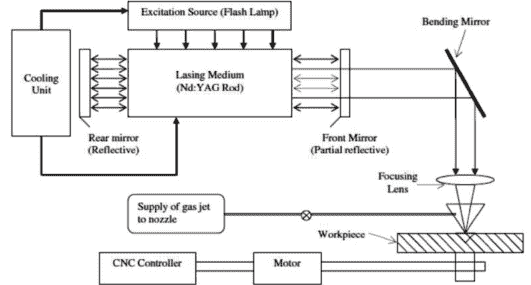 Excitation Source (Flash Lamp)
Bending Mirror
Cooling
Unit
Lasing Medium
(Nd:YAG Rod)
Rear mirror
(Reflective)
Front Mirror
(Partial reflective)
Focusing
Lens
Supply of gas jet
to nozzle
Workpiece
CNC Controller
Motor